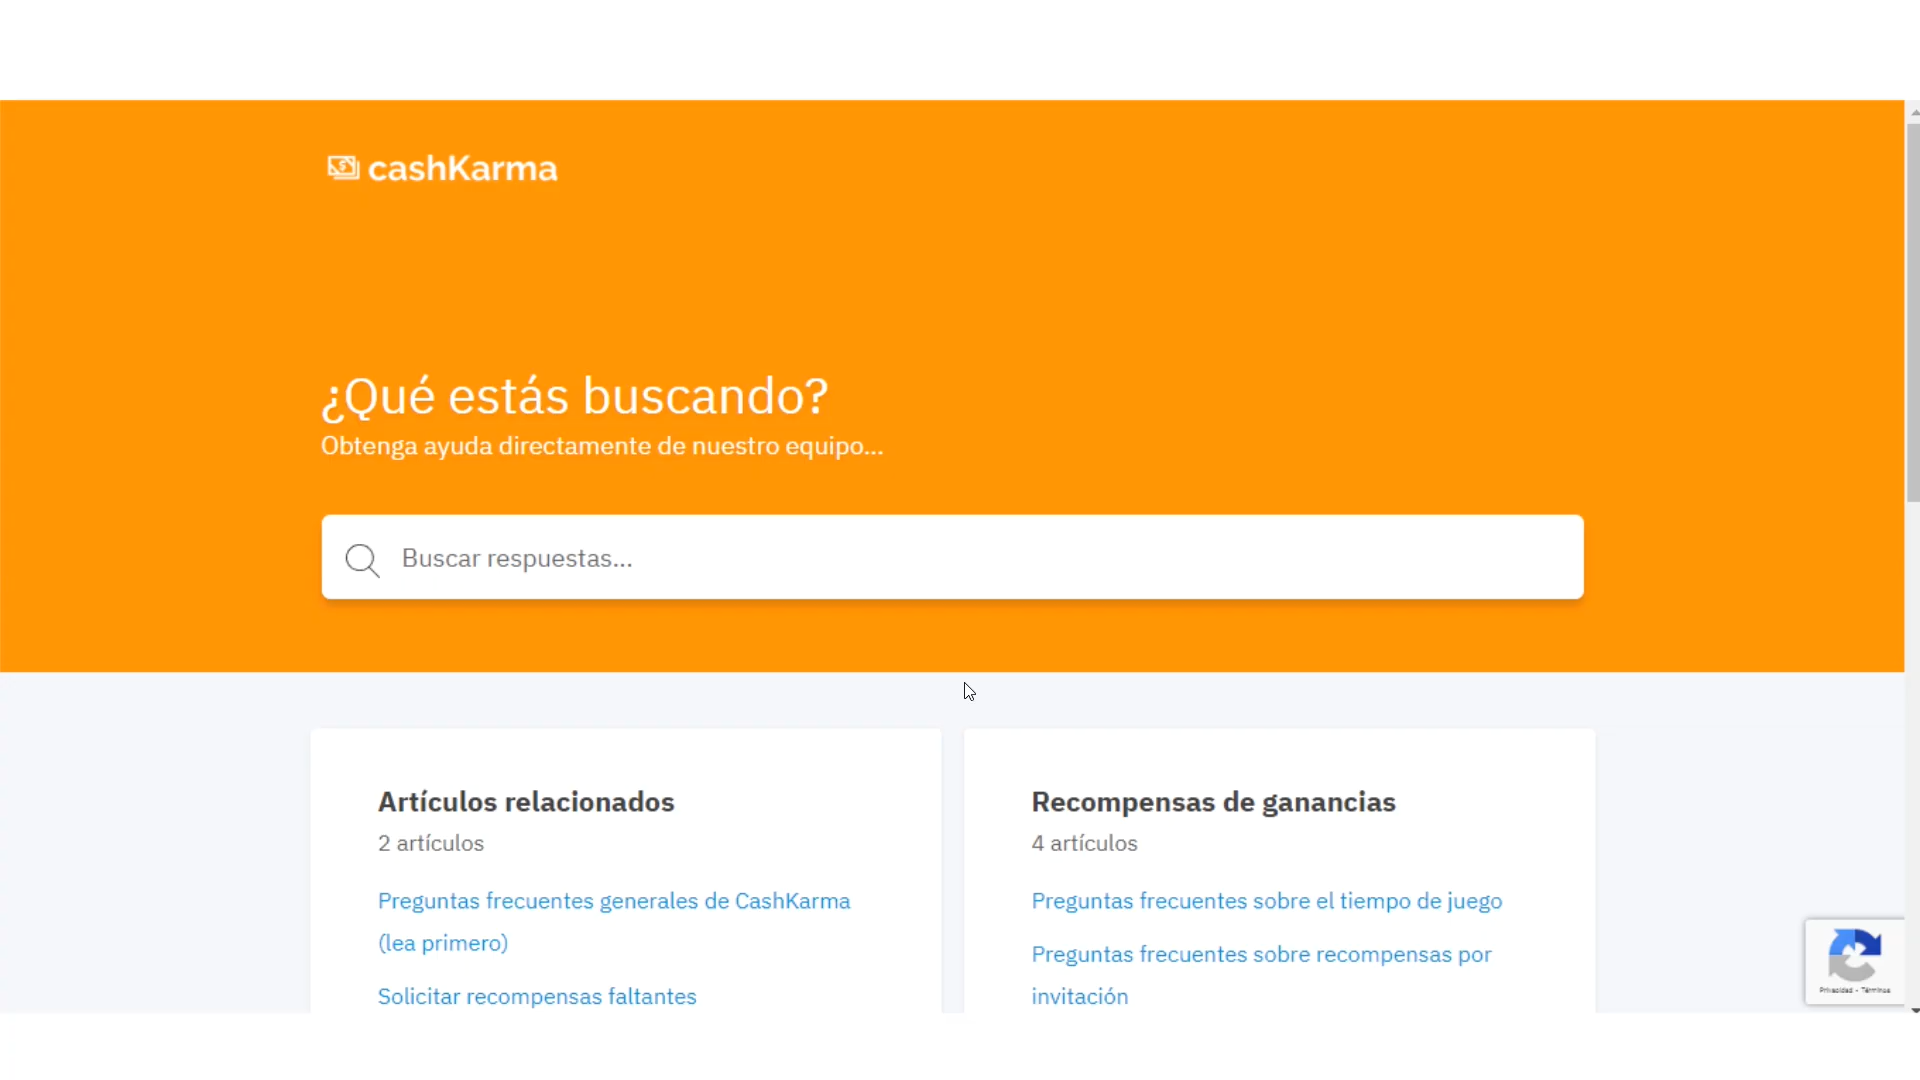 cashKarma
¿Qué estás buscando?
Obtenga ayuda directamente de nuestro equipo...
Buscar respuestas...
Artículos relacionados
2 artículos
Preguntas frecuentes generales de CashKarma
(lea primero)
Solicitar recompensas faltantes
Recompensas de ganancias
4 artículos
Preguntas frecuentes sobre el tiempo de juego
Preguntas frecuentes sobre recompensas por
invitación
Privacidad - Términos